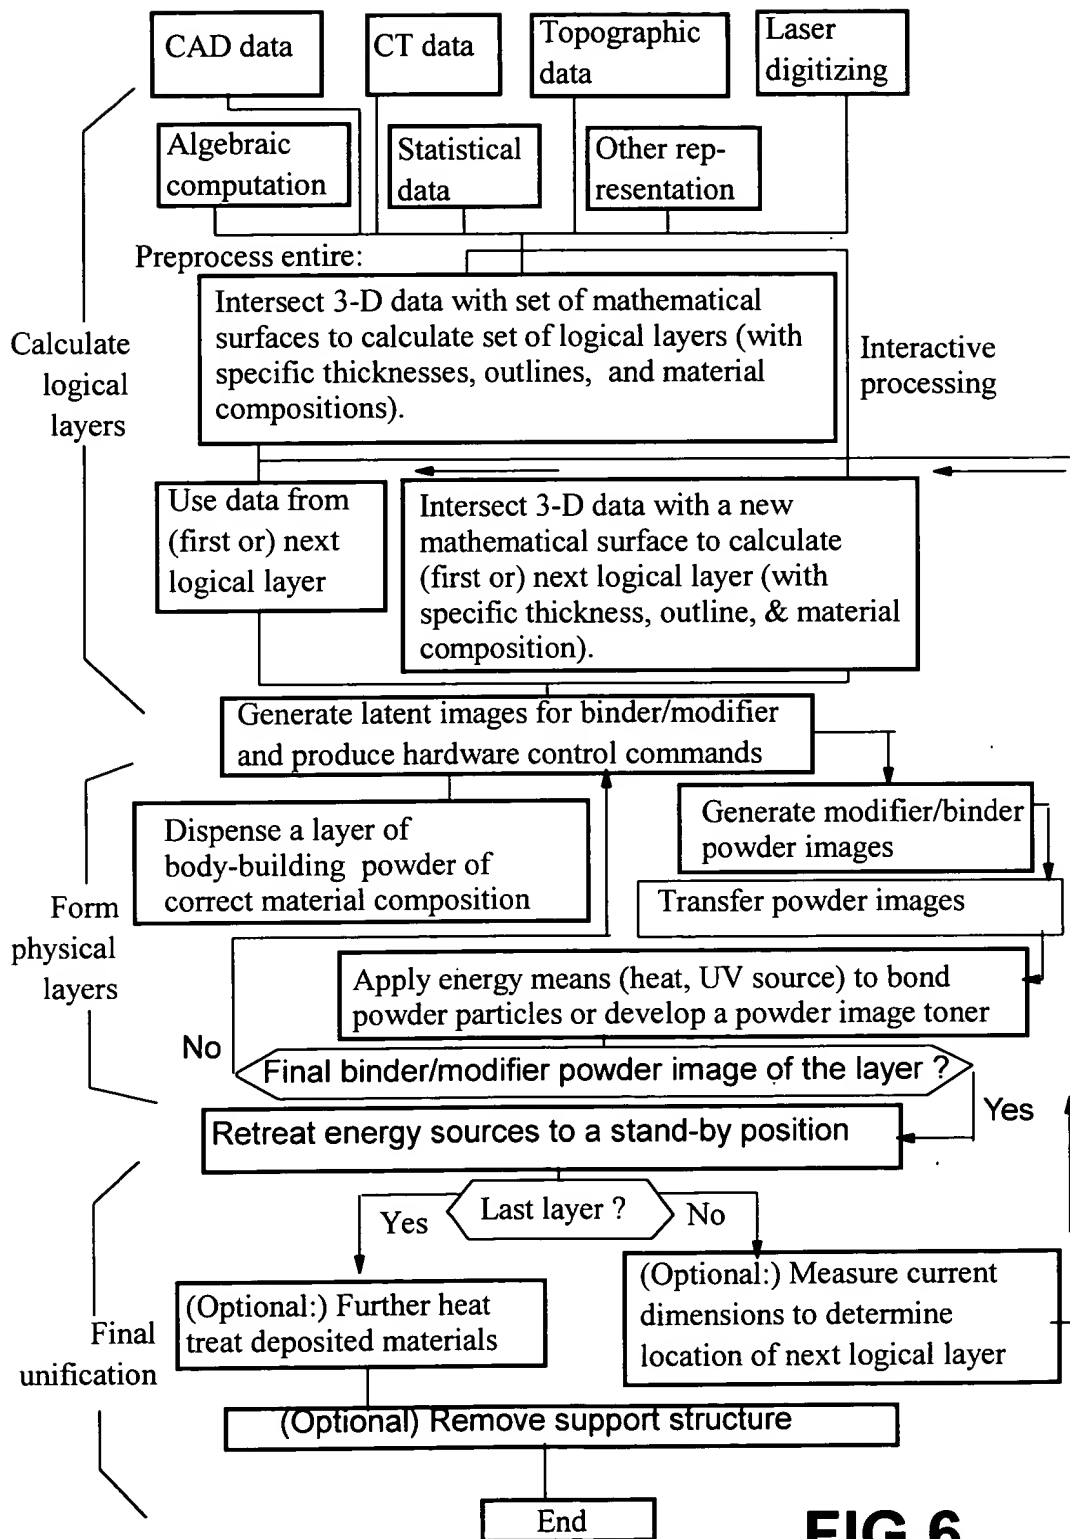 CAD data
CT data
Topographic
data
Laser
digitizing
Algebraic
computation
Statistical
data
Other rep-
resentation
Preprocess entire:
Intersect 3-D data with set of mathematical
surfaces to calculate set of logical layers (with
specific thicknesses, outlines, and material
compositions).
Interactive
processing
Calculate
logical
layers
Use data from
(first or) next
logical layer
Intersect 3-D data with a new
mathematical surface to calculate
(first or) next logical layer (with
specific thickness, outline, & material
composition).
Generate latent images for binder/modifier
and produce hardware control commands
Dispense a layer of
body-building powder of
correct material composition
Generate modifier/binder
powder images
Transfer powder images
Form
physical
layers
Apply energy means (heat, UV source) to bond
powder particles or develop a powder image toner
No
Final binder/modifier powder image of the layer ?
Yes
Retreat energy sources to a stand-by position
Last layer ?
Yes
No
(Optional:) Further heat
treat deposited materials
(Optional:) Measure current
dimensions to determine
location of next logical layer
Final
unification
(Optional) Remove support structure
End
FIG.6